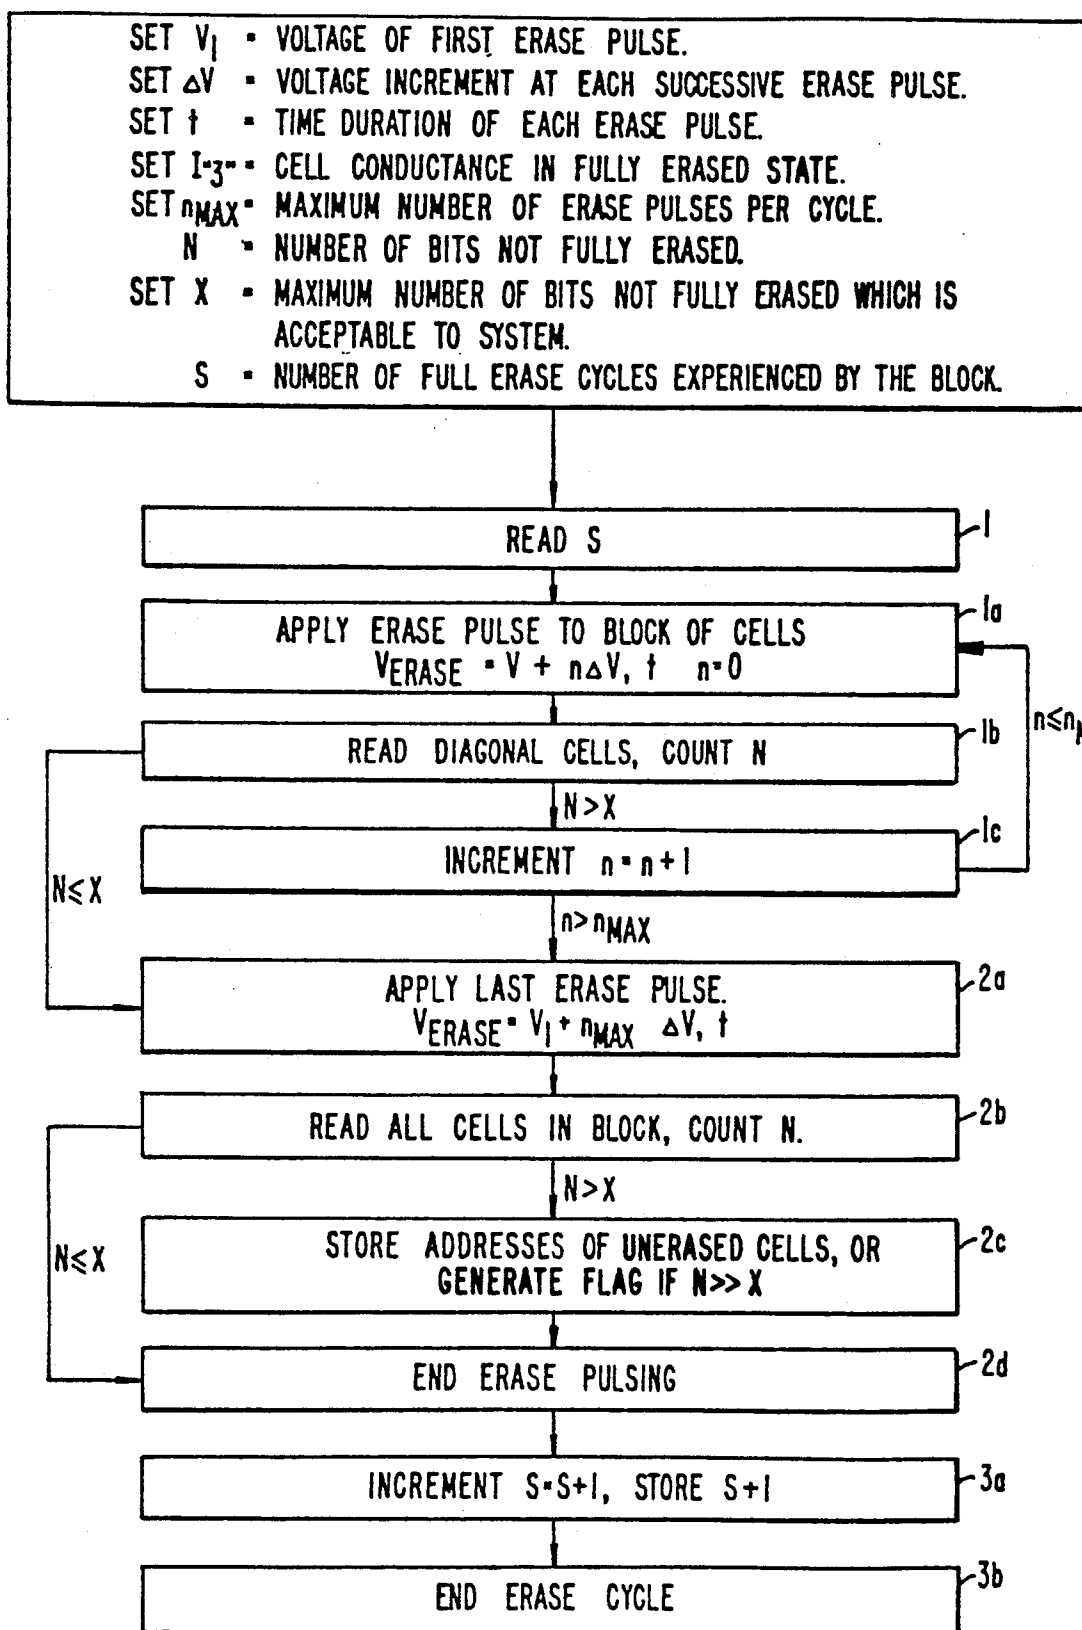 SET V1 = VOLTAGE OF FIRST ERASE PULSE.
SET ΔV = VOLTAGE INCREMENT AT EACH SUCCESSIVE ERASE PULSE.
SET t = TIME DURATION OF EACH ERASE PULSE.
SET I"3" = CELL CONDUCTANCE IN FULLY ERASED STATE.
SET nMAX = MAXIMUM NUMBER OF ERASE PULSES PER CYCLE.
N = NUMBER OF BITS NOT FULLY ERASED.
SET X = MAXIMUM NUMBER OF BITS NOT FULLY ERASED WHICH IS
ACCEPTABLE TO SYSTEM.
S = NUMBER OF FULL ERASE CYCLES EXPERIENCED BY THE BLOCK.
READ S
1
APPLY ERASE PULSE TO BLOCK OF CELLS
VERASE = V + nΔV, t n=0
1a
READ DIAGONAL CELLS, COUNT N
1b
n≤n
N>X
INCREMENT n=n+1
1c
N≤X
n>nMAX
APPLY LAST ERASE PULSE.
VERASE = V1 + nMAX ΔV, t
2a
READ ALL CELLS IN BLOCK, COUNT N.
2b
N>X
STORE ADDRESSES OF UNERASED CELLS, OR
GENERATE FLAG IF N>>X
2c
N≤X
END ERASE PULSING
2d
INCREMENT S=S+1, STORE S+1
3a
END ERASE CYCLE
3b